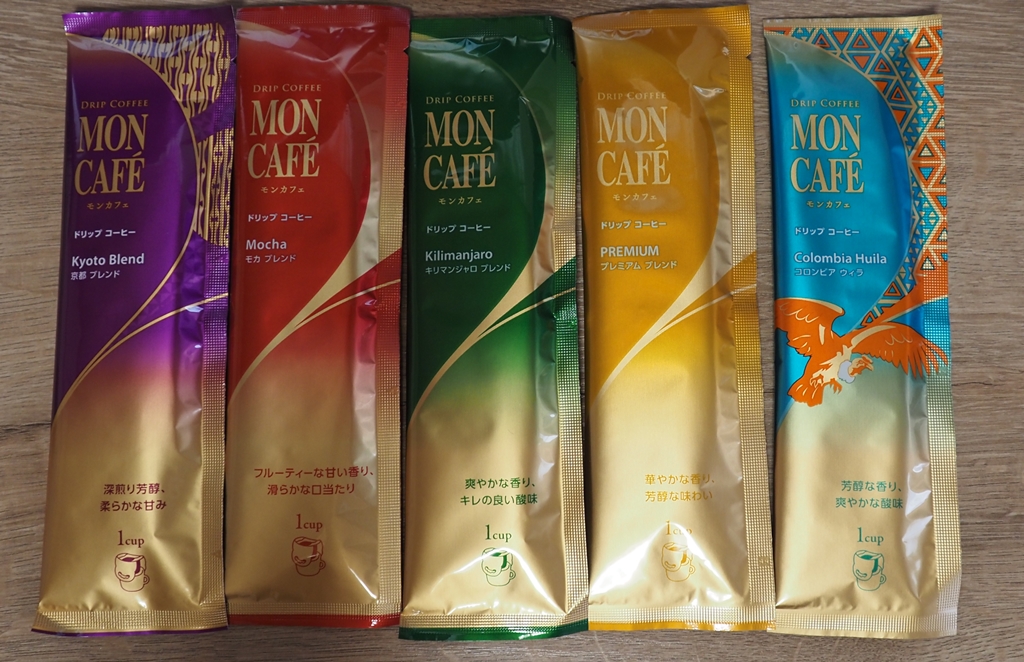 DRIP COFFEE
MON
CAFÉ
モンカフェ
ドリップ コーヒー
Kyoto Blend
京都 ブレンド
深煎り芳醇、
柔らかな甘み
1cup
DRIP COFFEE
MON
CAFÉ
モンカフェ
ドリップ コーヒー
Mocha
モカ ブレンド
フルーティーな甘い香り、
滑らかな口当たり
1cup
DRIP COFFEE
MON
CAFÉ
モンカフェ
ドリップ コーヒー
Kilimanjaro
キリマンジャロ ブレンド
爽やかな香り、
キレの良い酸味
1cup
DRIP COFFEE
MON
CAFÉ
モンカフェ
ドリップ コーヒー
PREMIUM
プレミアム ブレンド
華やかな香り、
芳醇な味わい
1cup
DRIP COFFEE
MON
CAFÉ
モンカフェ
ドリップ コーヒー
Colombia Huila
コロンビア ウィラ
芳醇な香り、
爽やかな酸味
1cup